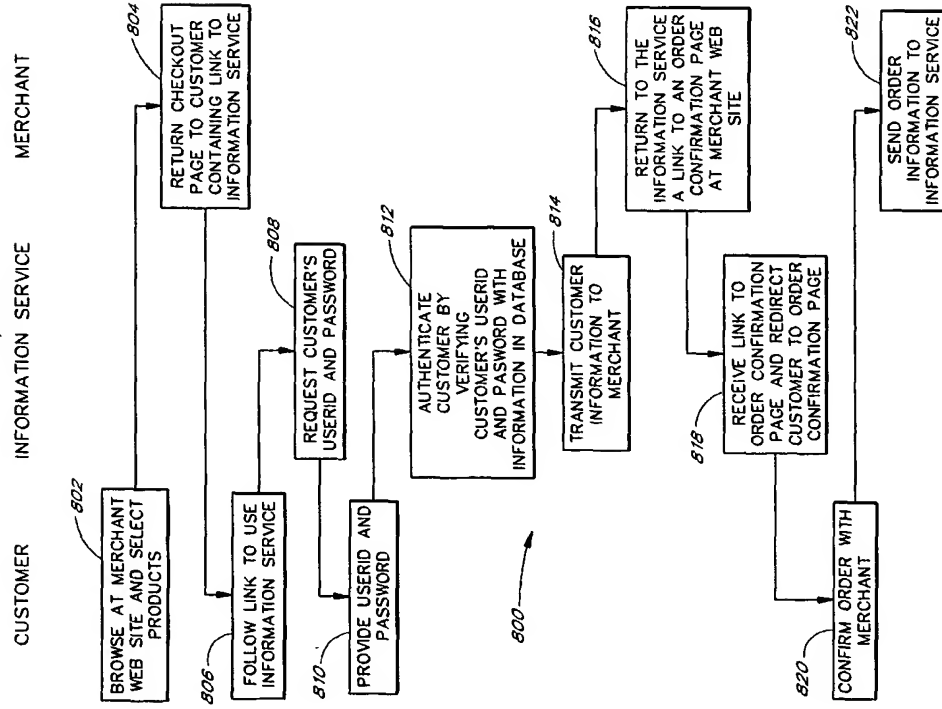 CUSTOMER
INFORMATION SERVICE
MERCHANT
802
BROWSE AT MERCHANT
WEB SITE AND SELECT
PRODUCTS
804
RETURN CHECKOUT
PAGE TO CUSTOMER
CONTAINING LINK TO
INFORMATION SERVICE
806
FOLLOW LINK TO USE
INFORMATION SERVICE
808
REQUEST CUSTOMER'S
USERID AND PASSWORD
810
PROVIDE USERID AND
PASSWORD
812
AUTHENTICATE
CUSTOMER BY
VERIFYING
CUSTOMER'S USERID
AND PASWORD WITH
INFORMATION IN DATABASE
800
814
TRANSMIT CUSTOMER
INFORMATION TO
MERCHANT
816
RETURN TO THE
INFORMATION SERVICE
A LINK TO AN ORDER
CONFIRMATION PAGE
AT MERCHANT WEB
SITE
818
RECEIVE LINK TO
ORDER CONFIRMATION
PAGE AND REDIRECT
CUSTOMER TO ORDER
CONFIRMATION PAGE
820
CONFIRM ORDER WITH
MERCHANT
822
SEND ORDER
INFORMATION TO
INFORMATION SERVICE